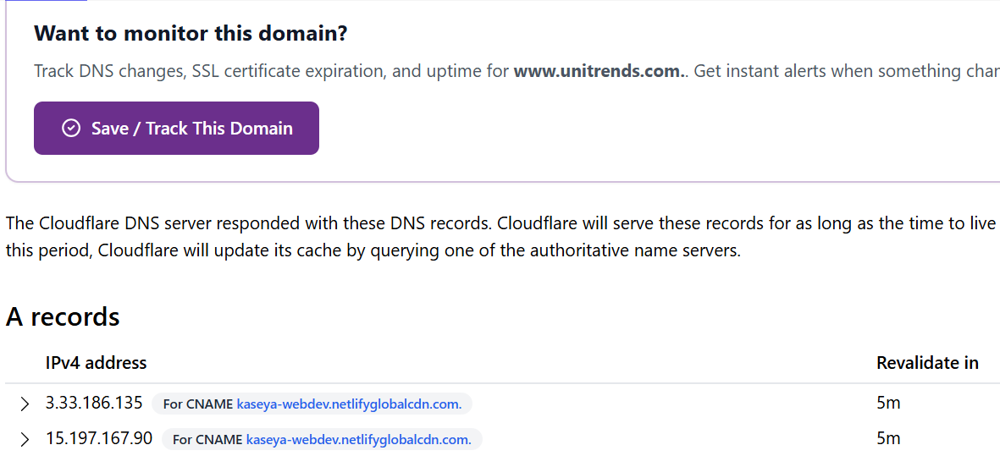 Want to monitor this domain?
Track DNS changes, SSL certificate expiration, and uptime for www.unitrends.com.. Get instant alerts when something
Save / Track This Domain
The Cloudflare DNS server responded with these DNS records. Cloudflare will serve these records for as long as the time to live
this period, Cloudflare will update its cache by querying one of the authoritative name servers.
A records
IPv4 address Revalidate in
3.33.186.135 For CNAME kaseya-webdev.netlifyglobalcdn.com. 5m
15.197.167.90 For CNAME kaseya-webdev.netlifyglobalcdn.com. 5m